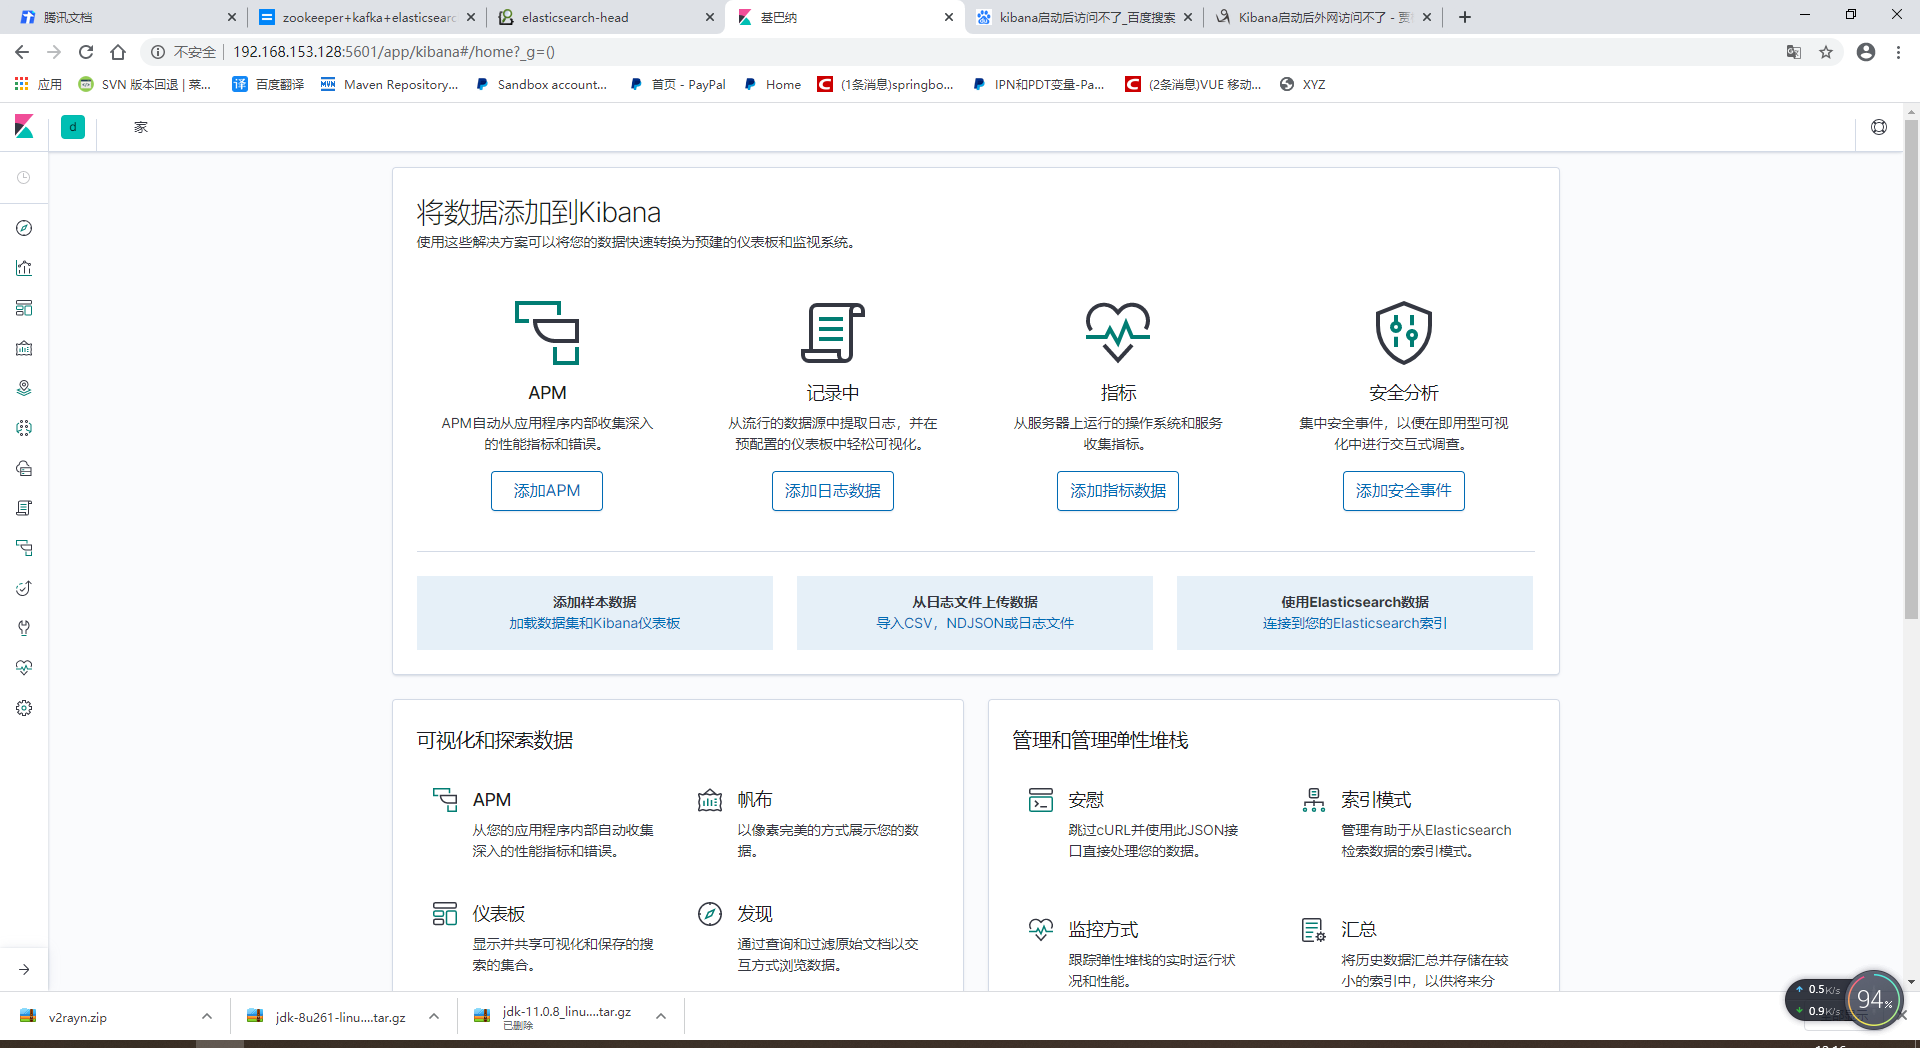 腾讯文档
zookeeper+kafka+elasticsearc
elasticsearch-head
基巴纳
kibana启动后访问不了_百度搜索
Kibana启动后外网访问不了 - 贾
不安全
192.168.153.128:5601/app/kibana#/home?_g=()
应用
SVN 版本回退 | 菜...
译
百度翻译
Maven Repository...
Sandbox account...
首页 - PayPal
Home
(1条消息)springbo...
IPN和PDT变量-Pa...
(2条消息)VUE 移动...
XYZ
d
家
将数据添加到Kibana
使用这些解决方案可以将您的数据快速转换为预建的仪表板和监视系统。
APM
APM自动从应用程序内部收集深入
的性能指标和错误。
添加APM
记录中
从流行的数据源中提取日志，并在
预配置的仪表板中轻松可视化。
添加日志数据
指标
从服务器上运行的操作系统和服务
收集指标。
添加指标数据
安全分析
集中安全事件，以便在即用型可视
化中进行交互式调查。
添加安全事件
添加样本数据
加载数据集和Kibana仪表板
从日志文件上传数据
导入CSV，NDJSON或日志文件
使用Elasticsearch数据
连接到您的Elasticsearch索引
可视化和探索数据
APM
从您的应用程序内部自动收集
深入的性能指标和错误。
帆布
以像素完美的方式展示您的数
据。
仪表板
显示并共享可视化和保存的搜
索的集合。
发现
通过查询和过滤原始文档以交
互方式浏览数据。
管理和管理弹性堆栈
安慰
跳过cURL并使用此JSON接
口直接处理您的数据。
索引模式
管理有助于从Elasticsearch
检索数据的索引模式。
监控方式
跟踪弹性堆栈的实时运行状
况和性能。
汇总
将历史数据汇总并存储在较
小的索引中，以供将来分
0.5K/s
0.9K/s
94%
v2rayn.zip
jdk-8u261-linu....tar.gz
jdk-11.0.8_linu....tar.gz
已删除